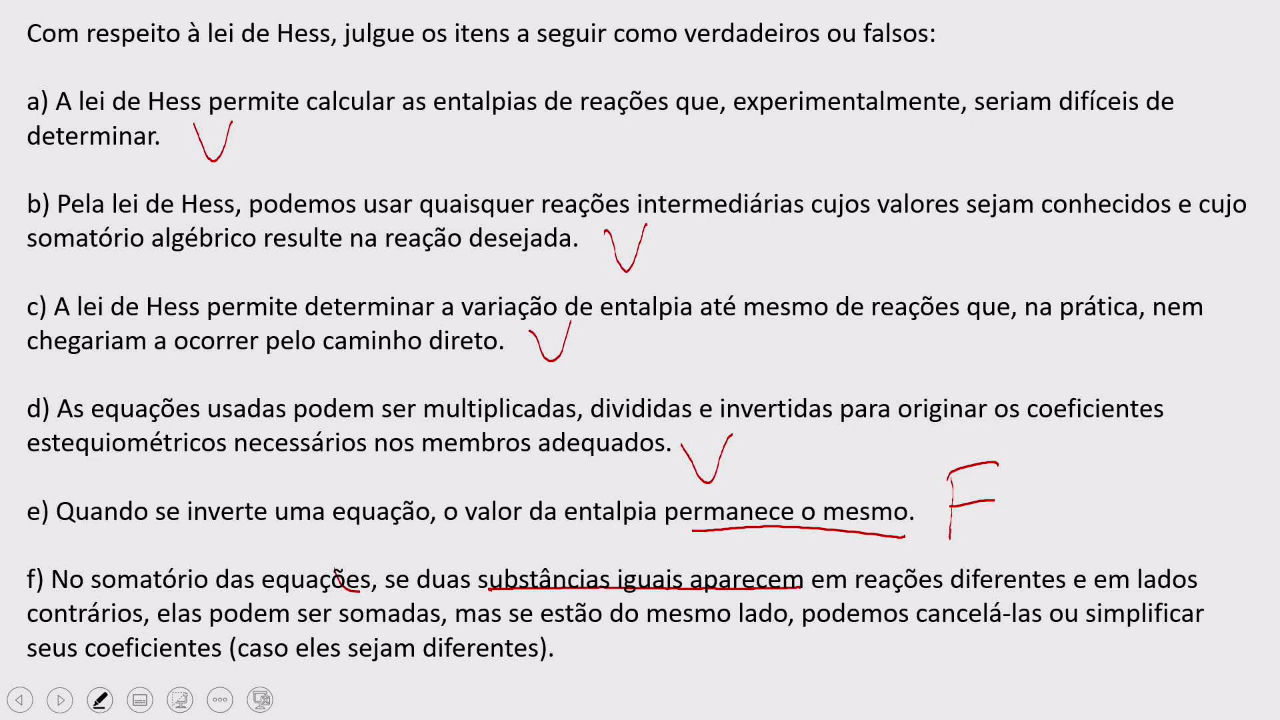 Com respeito à lei de Hess, julgue os itens a seguir como verdadeiros ou falsos:
a) A lei de Hess permite calcular as entalpias de reações que, experimentalmente, seriam difíceis de
determinar. V
b) Pela lei de Hess, podemos usar quaisquer reações intermediárias cujos valores sejam conhecidos e cujo
somatório algébrico resulte na reação desejada. V
c) A lei de Hess permite determinar a variação de entalpia até mesmo de reações que, na prática, nem
chegariam a ocorrer pelo caminho direto. V
d) As equações usadas podem ser multiplicadas, divididas e invertidas para originar os coeficientes
estequiométricos necessários nos membros adequados. V
e) Quando se inverte uma equação, o valor da entalpia permanece o mesmo. F
f) No somatório das equações, se duas substâncias iguais aparecem em reações diferentes e em lados
contrários, elas podem ser somadas, mas se estão do mesmo lado, podemos cancelá-las ou simplificar
seus coeficientes (caso eles sejam diferentes).